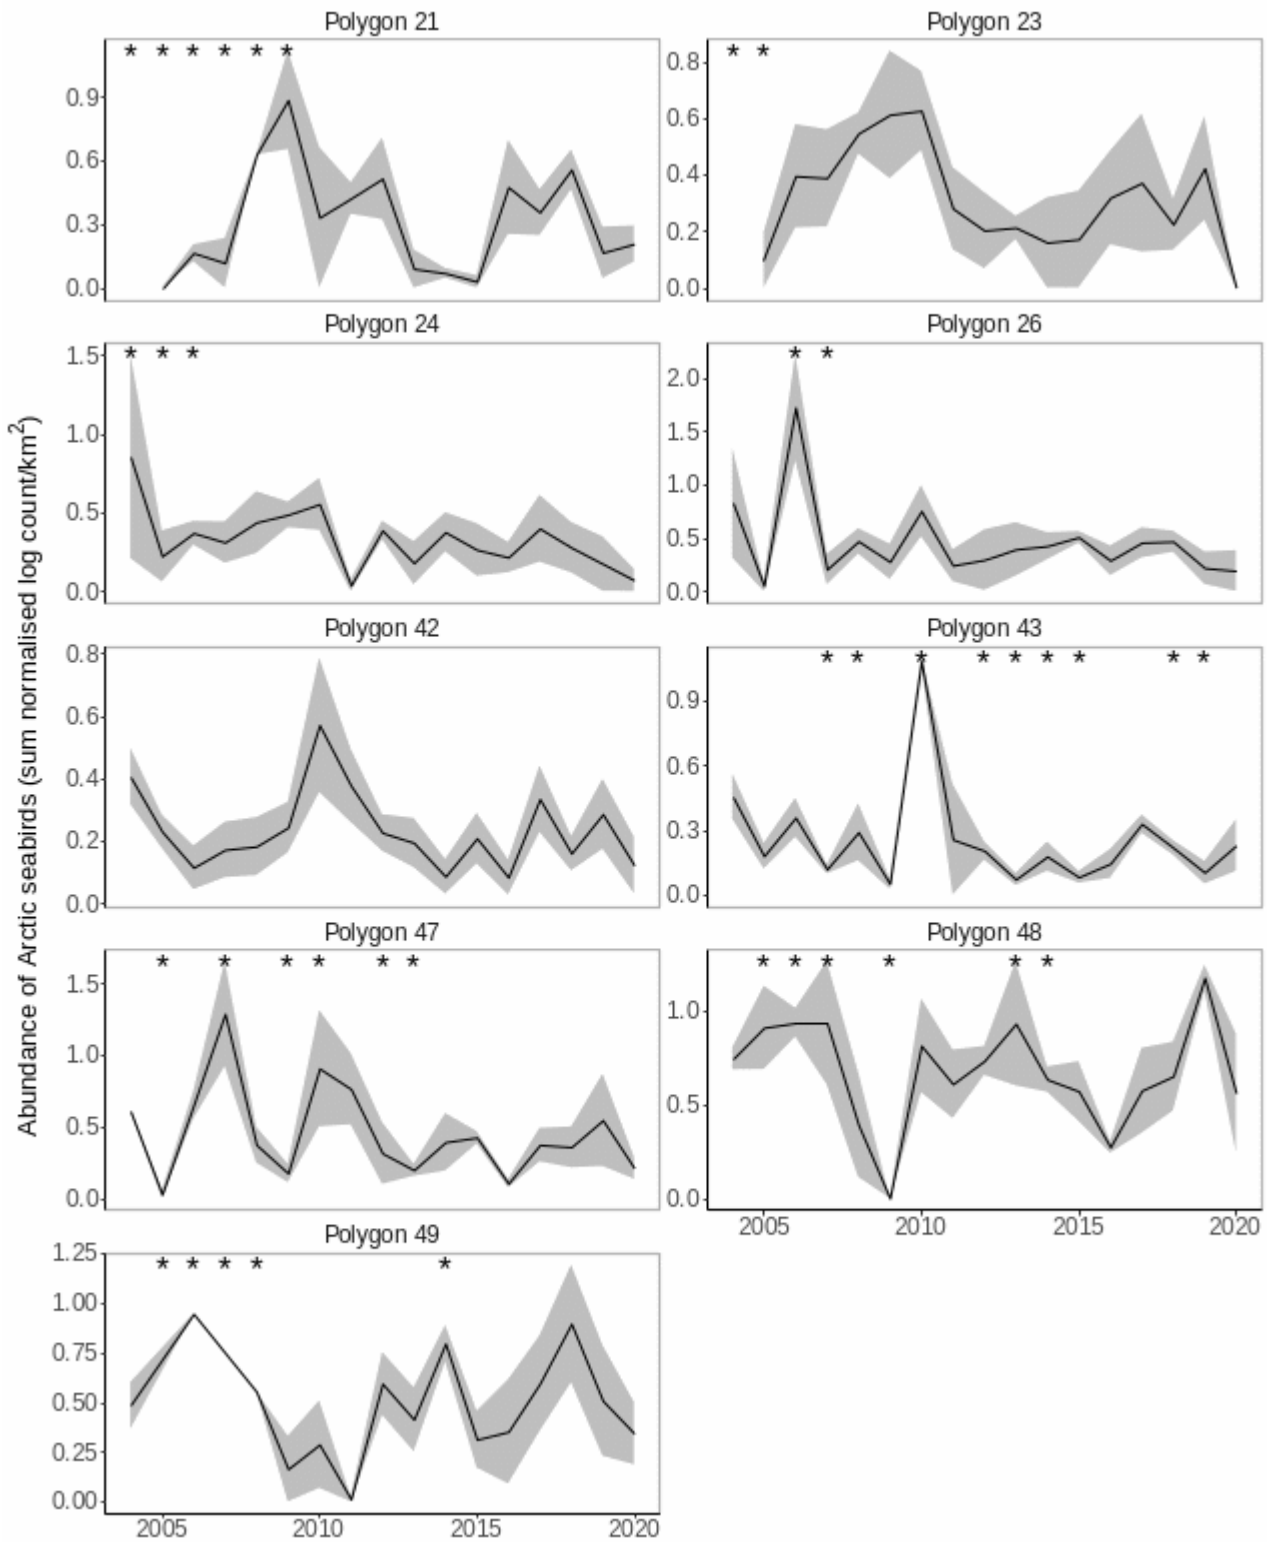 Abundance of Arctic seabirds (sum normalised log count/km²)
Polygon 21
* * * * * *
0.9
0.6
0.3
0.0
Polygon 23
* *
0.8
0.6
0.4
0.2
0.0
Polygon 24
* * *
1.5
1.0
0.5
0.0
Polygon 26
* *
2.0
1.5
1.0
0.5
0.0
Polygon 42
0.8
0.6
0.4
0.2
0.0
Polygon 43
* * * * * * * * *
0.9
0.6
0.3
0.0
Polygon 47
* * * * * *
1.5
1.0
0.5
0.0
Polygon 48
* * * * * *
1.0
0.5
0.0
2005 2010 2015 2020
Polygon 49
* * * * *
1.25
1.00
0.75
0.50
0.25
0.00
2005 2010 2015 2020